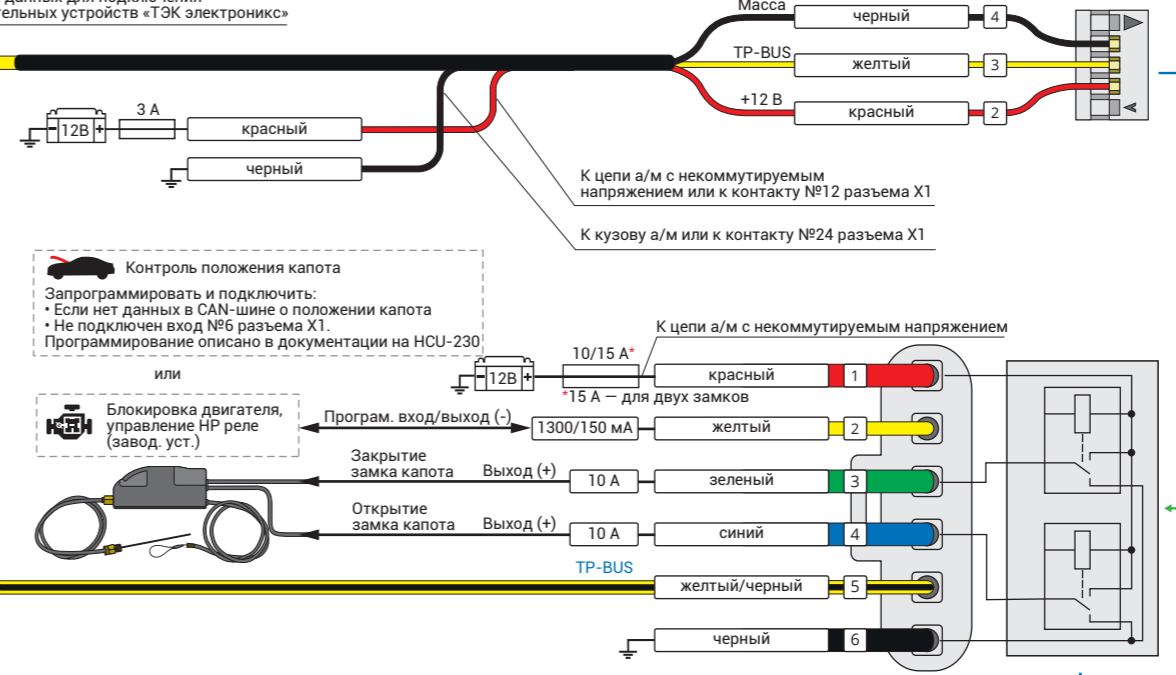 данных для подключения
тельных устройств «ТЭК электроникс»
Масса
черный
4
TP-BUS
желтый
3
+12 В
красный
2
3 А
- 12В +
красный
черный
К цепи а/м с некоммутируемым
напряжением или к контакту №12 разъема X1
К кузову а/м или к контакту №24 разъема X1
Контроль положения капота
Запрограммировать и подключить:
• Если нет данных в CAN-шине о положении капота
• Не подключен вход №6 разъема X1.
Программирование описано в документации на HCU-230
или
Блокировка двигателя,
управление НР реле
(завод. уст.)
К цепи а/м с некоммутируемым напряжением
- 12В +
10/15 А*
красный
1
*15 А — для двух замков
Програм. вход/выход (-)
1300/150 мА
желтый
2
Закрытие
замка капота
Выход (+)
10 А
зеленый
3
Открытие
замка капота
Выход (+)
10 А
синий
4
TP-BUS
желтый/черный
5
черный
6